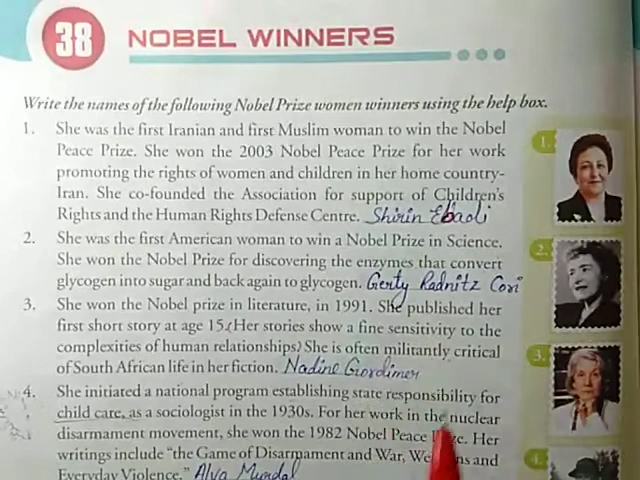 38 NOBEL WINNERS
Write the names of the following Nobel Prize women winners using the help box.
1. She was the first Iranian and first Muslim woman to win the Nobel
Peace Prize. She won the 2003 Nobel Peace Prize for her work
promoting the rights of women and children in her home country-
Iran. She co-founded the Association for support of Children's
Rights and the Human Rights Defense Centre. Shirin Ebadi
1.
2. She was the first American woman to win a Nobel Prize in Science.
She won the Nobel Prize for discovering the enzymes that convert
glycogen into sugar and back again to glycogen. Gerty Radnitz Cori
2.
3. She won the Nobel prize in literature, in 1991. She published her
first short story at age 15. (Her stories show a fine sensitivity to the
complexities of human relationships) She is often militantly critical
of South African life in her fiction. Nadine Gordimer
3.
4. She initiated a national program establishing state responsibility for
child care, as a sociologist in the 1930s. For her work in the nuclear
disarmament movement, she won the 1982 Nobel Peace Her
writings include "the Game of Disarmament and War, and
Everyday Violence." Alva Myrdal
4.